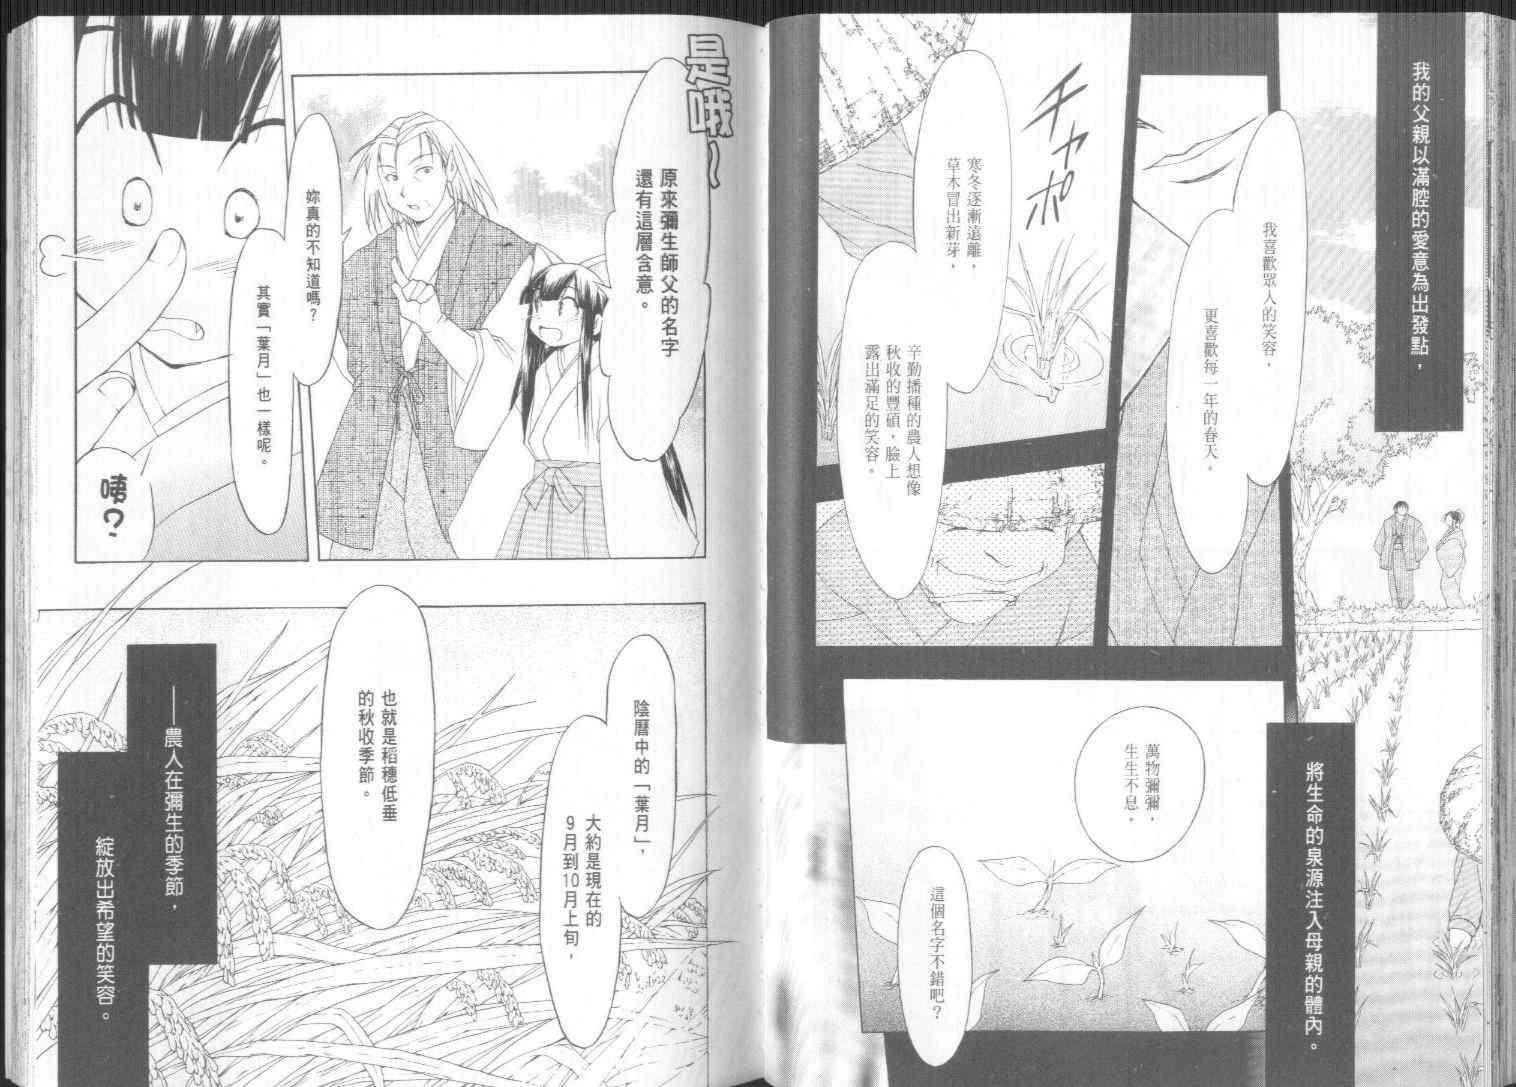 我的父親以滿腔的愛意為出發點，
我喜歡眾人的笑容，
更喜歡每一年的春天。
チャポ
寒冬逐漸遠離，
草木冒出新芽，
辛勤播種的農人想像
秋收的豐碩，臉上
露出滿足的笑容。
將生命的泉源注入母親的體內。
萬物彌彌，
生生不息。
這個名字不錯吧？
是哦～
原來彌生師父的名字
還有這層含意。
妳真的不知道嗎？
其實「葉月」也一樣呢。
咦？
陰曆中的「葉月」，
大約是現在的
9月到10月上旬，
也就是稻穗低垂
的秋收季節。
——農人在彌生的季節，
綻放出希望的笑容。